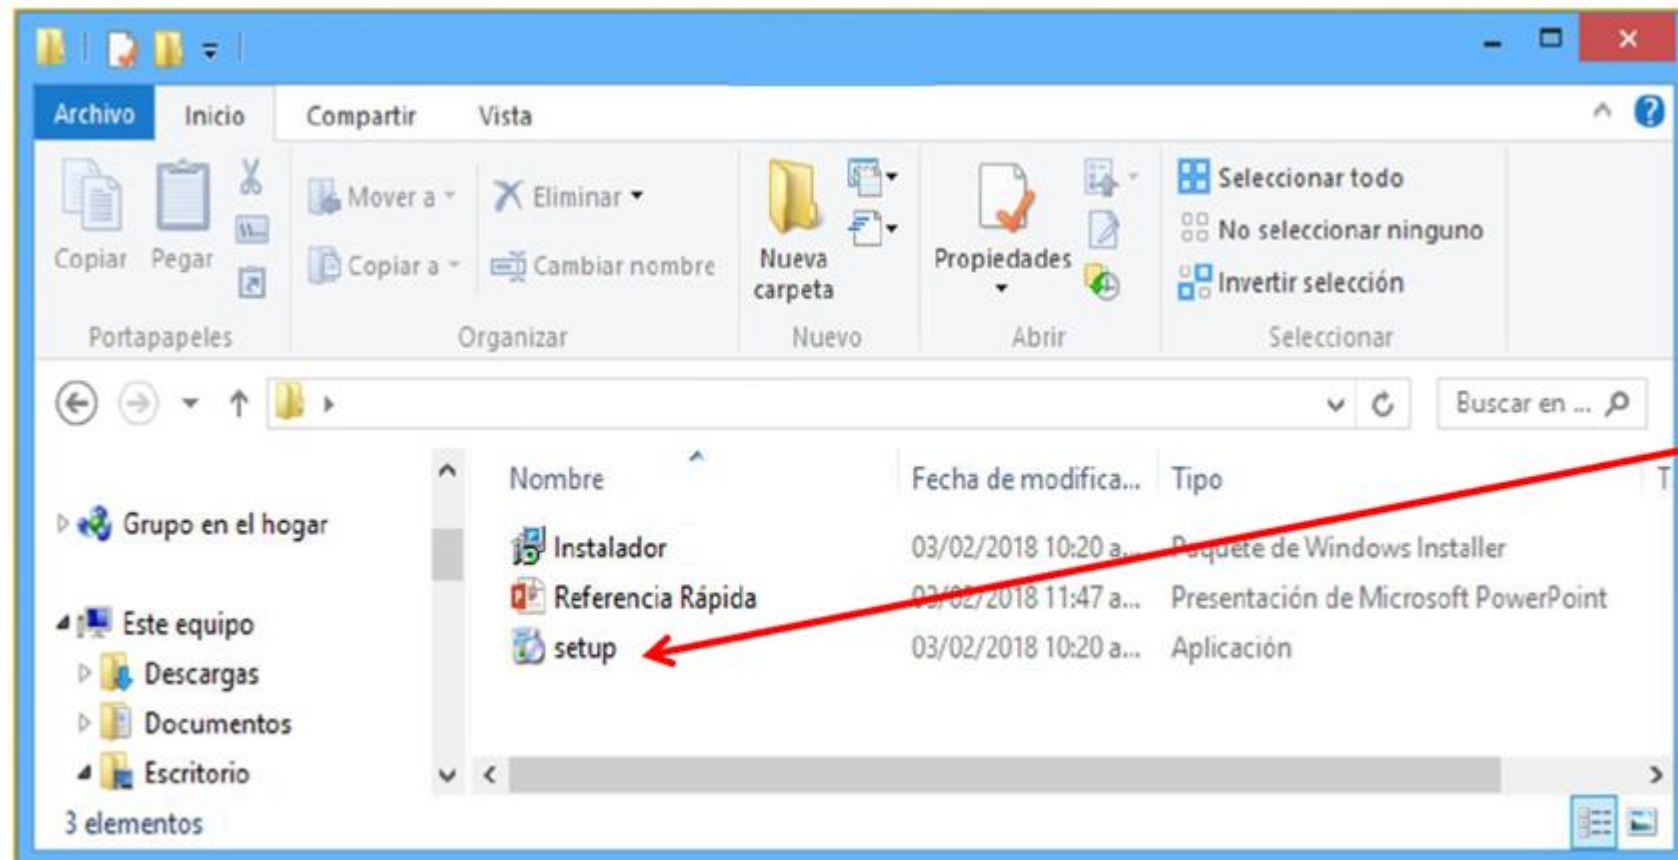 Archivo Inicio Compartir Vista
Copiar Pegar Mover a Copiar a Eliminar Cambiar nombre Nueva carpeta Propiedades Seleccionar todo
No seleccionar ninguno
Invertir selección
Portapapeles Organizar Nuevo Abrir Seleccionar
Buscar en ...
Nombre Fecha de modifica... Tipo T
Grupo en el hogar
Este equipo
Descargas
Documentos
Escritorio
Instalador 03/02/2018 10:20 a... Paquete de Windows Installer
Referencia Rápida 03/02/2018 11:47 a... Presentación de Microsoft PowerPoint
setup 03/02/2018 10:20 a... Aplicación
3 elementos